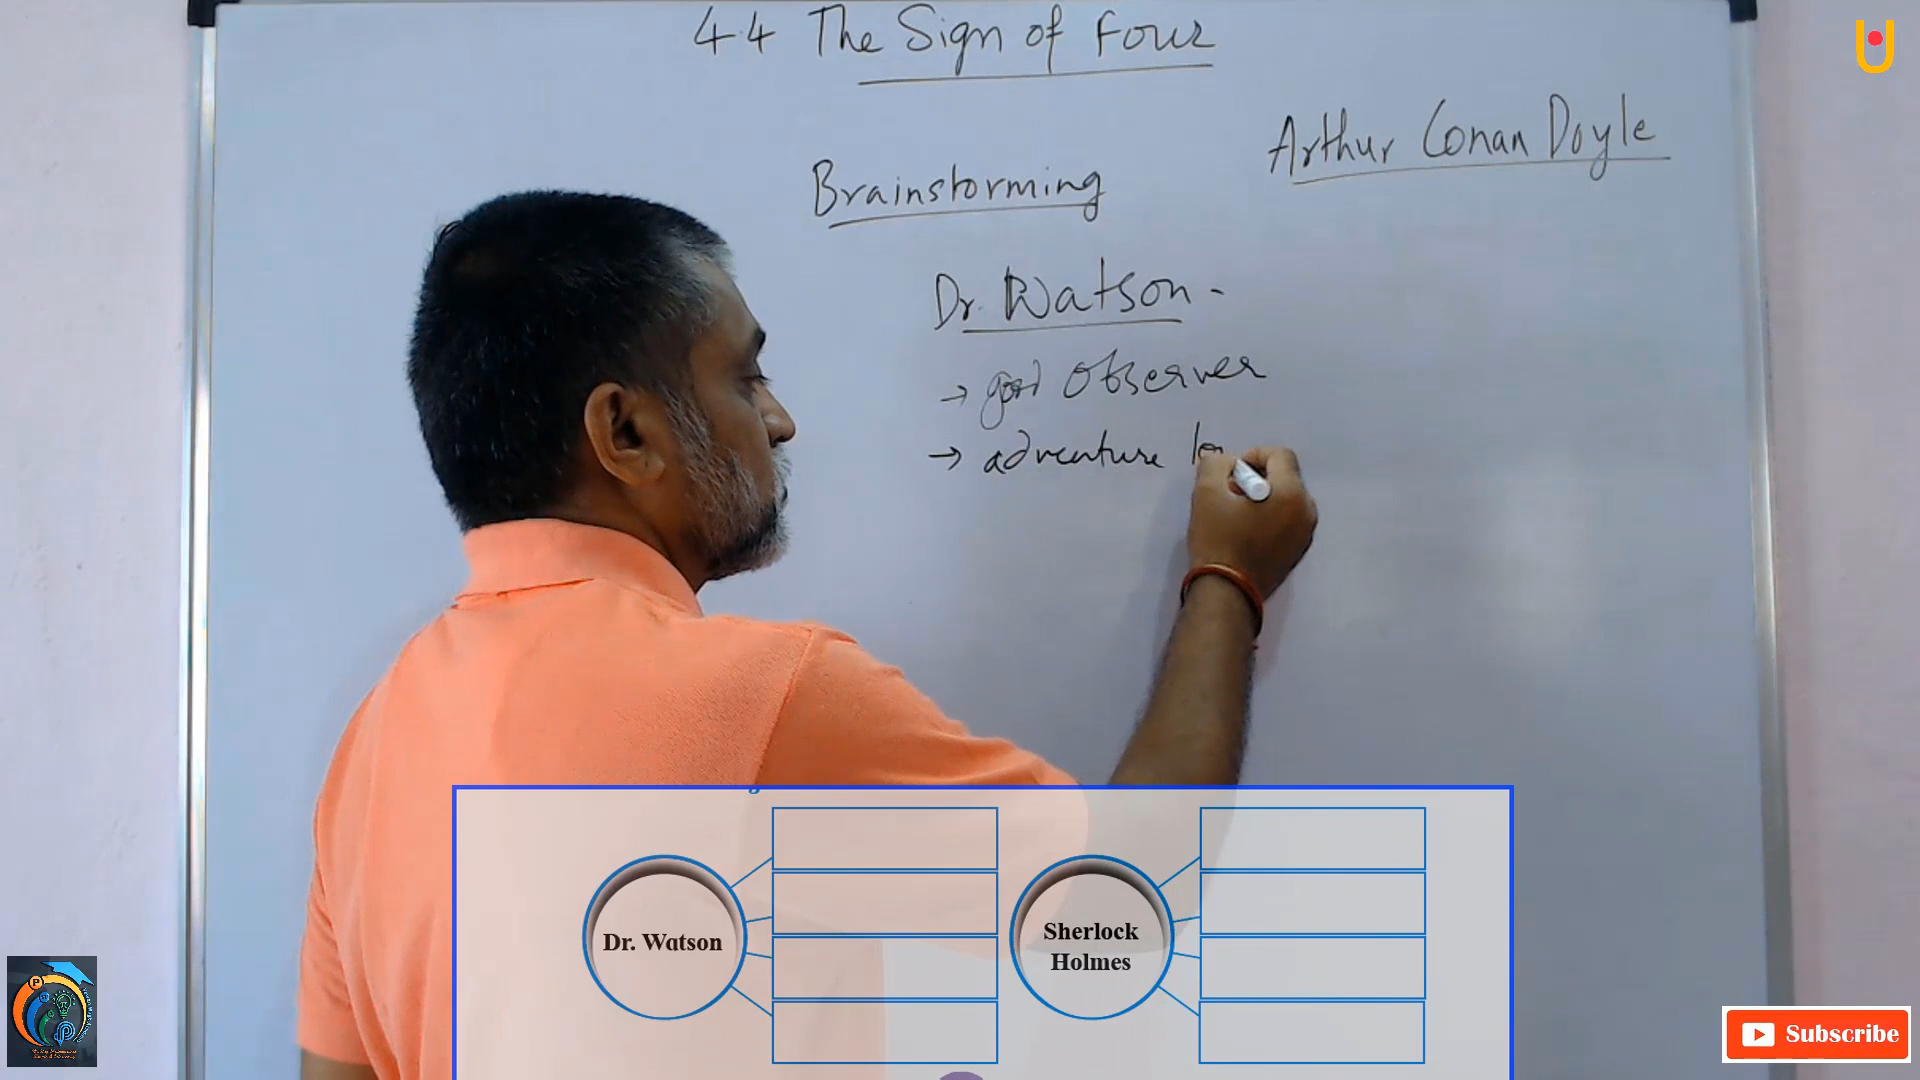 4.4 The Sign of Four
Arthur Conan Doyle
Brainstorming
Dr. Watson -
→ good observer
→ adventure lo
Dr. Watson
Sherlock
Holmes
Subscribe